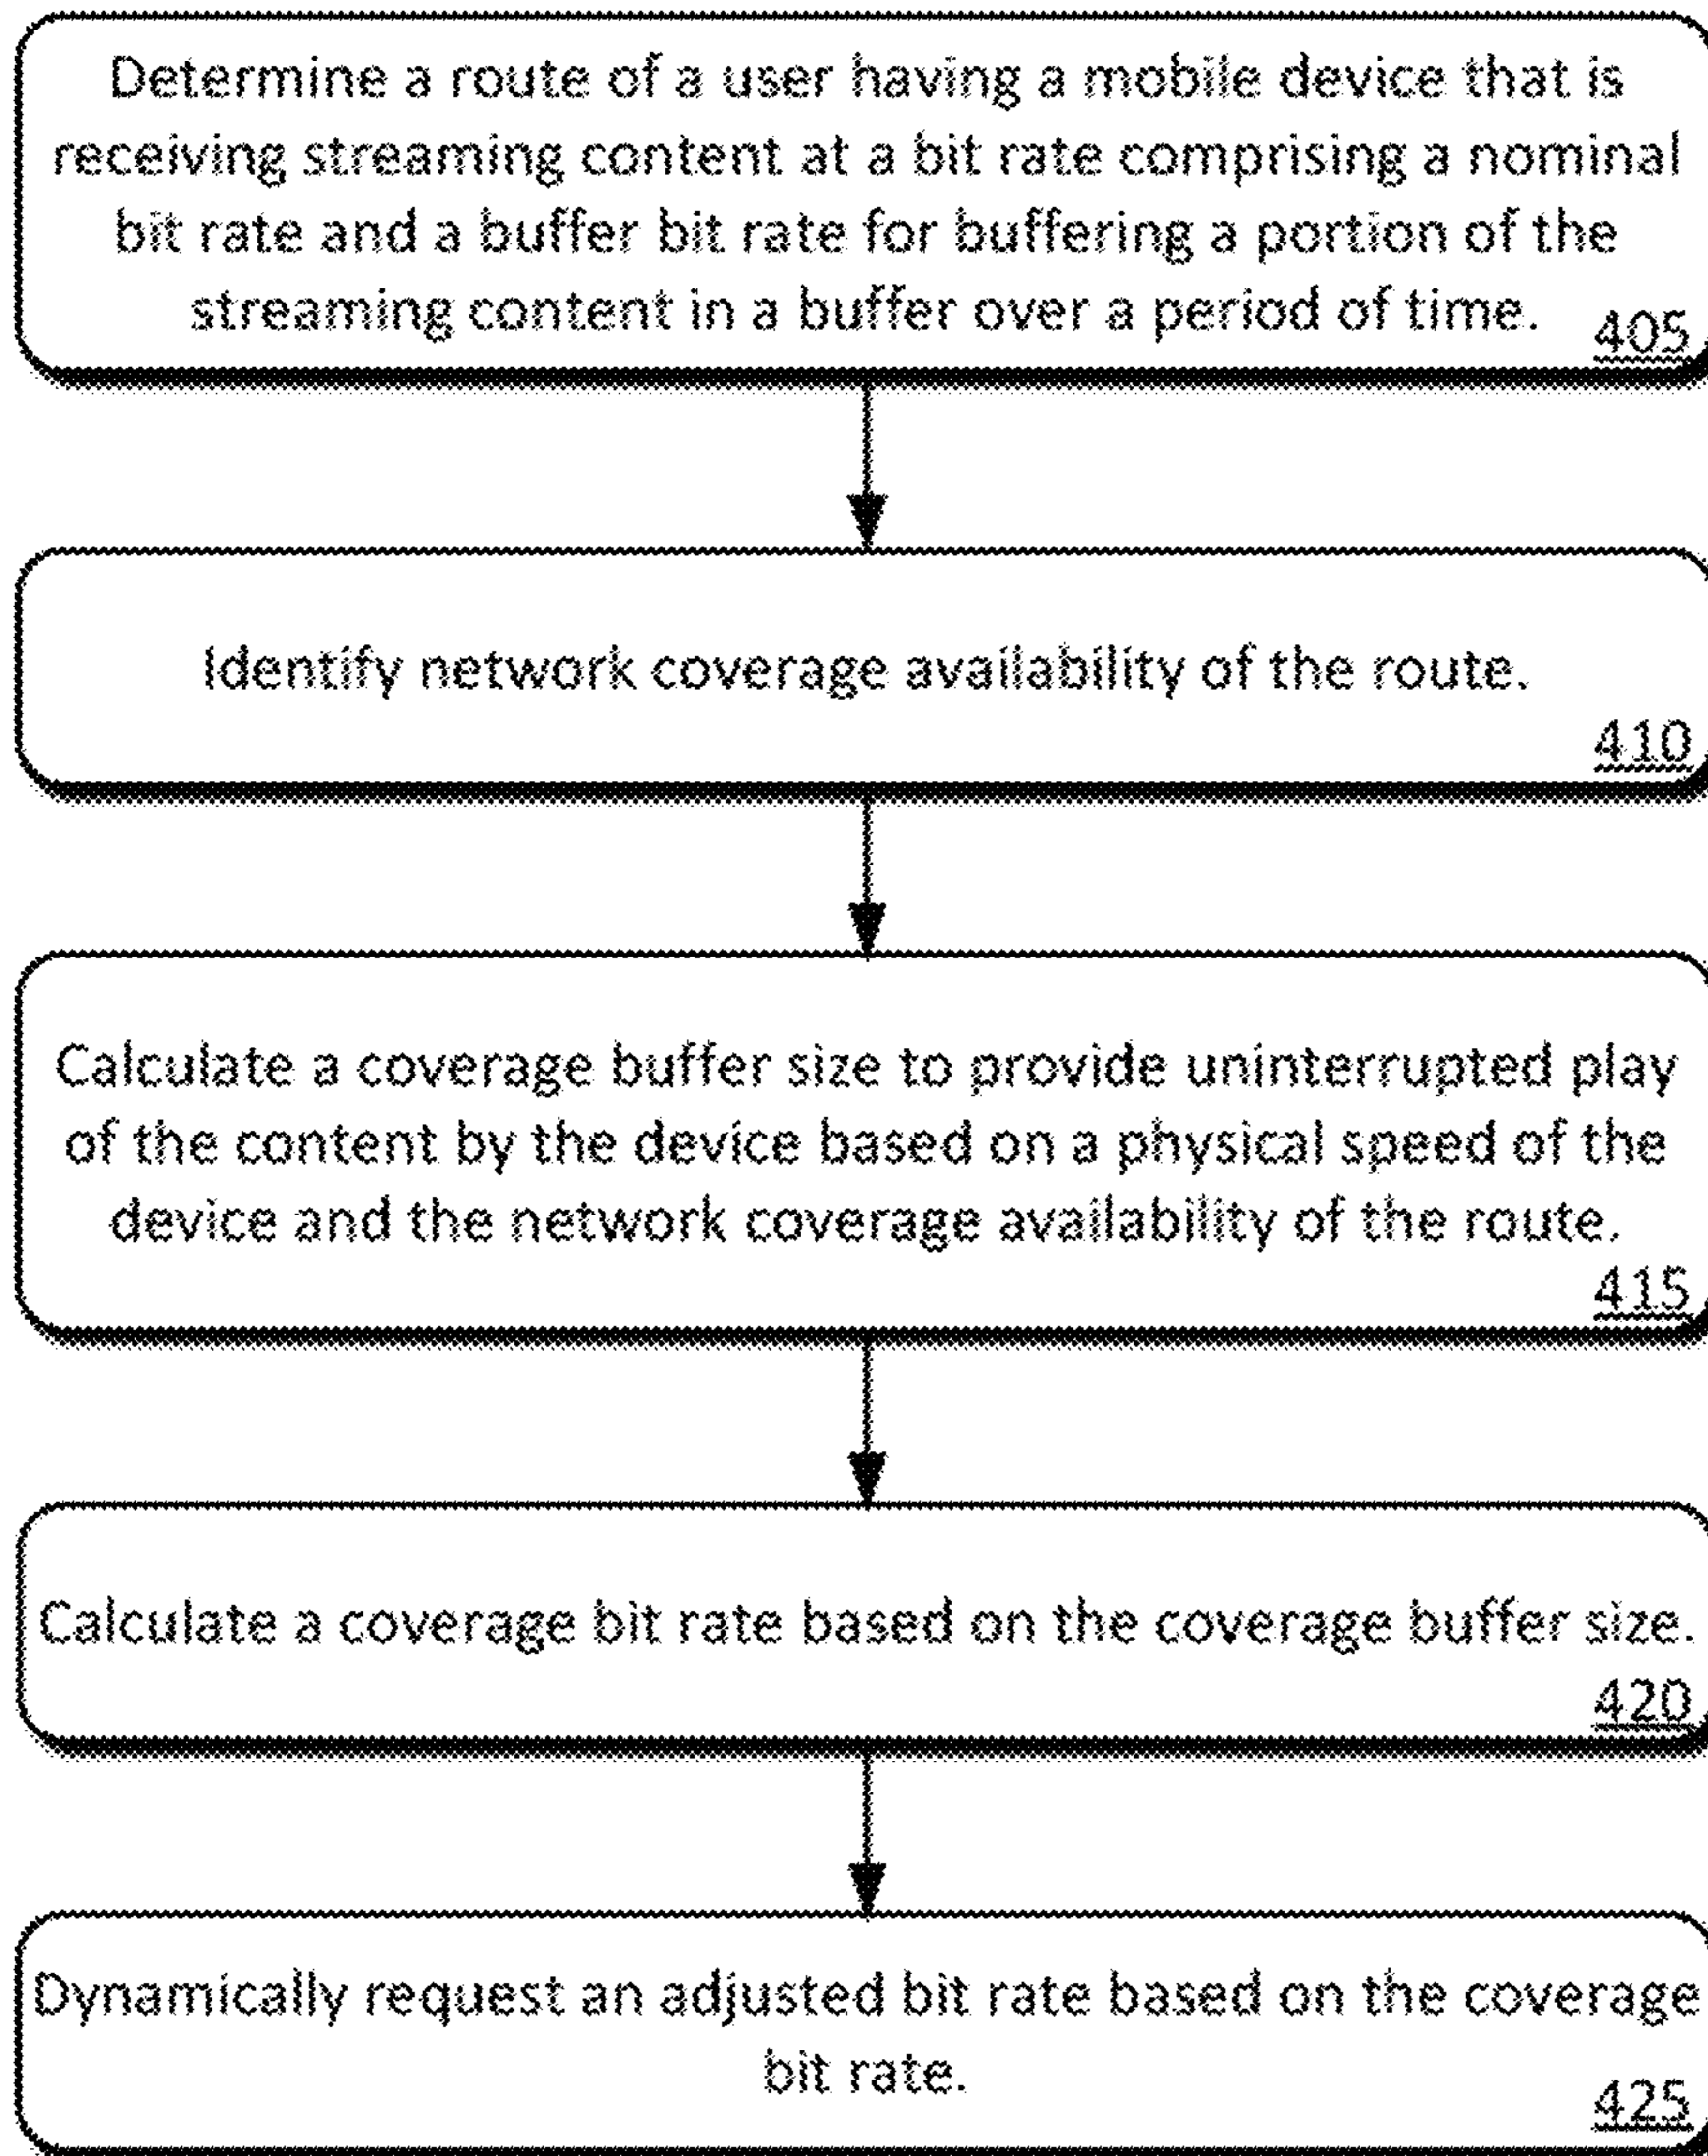 Determine a route of a user having a mobile device that is
receiving streaming content at a bit rate comprising a nominal
bit rate and a buffer bit rate for buffering a portion of the
streaming content in a buffer over a period of time.
405
Identify network coverage availability of the route.
410
Calculate a coverage buffer size to provide uninterrupted play
of the content by the device based on a physical speed of the
device and the network coverage availability of the route.
415
Calculate a coverage bit rate based on the coverage buffer size.
420
Dynamically request an adjusted bit rate based on the coverage
bit rate.
425